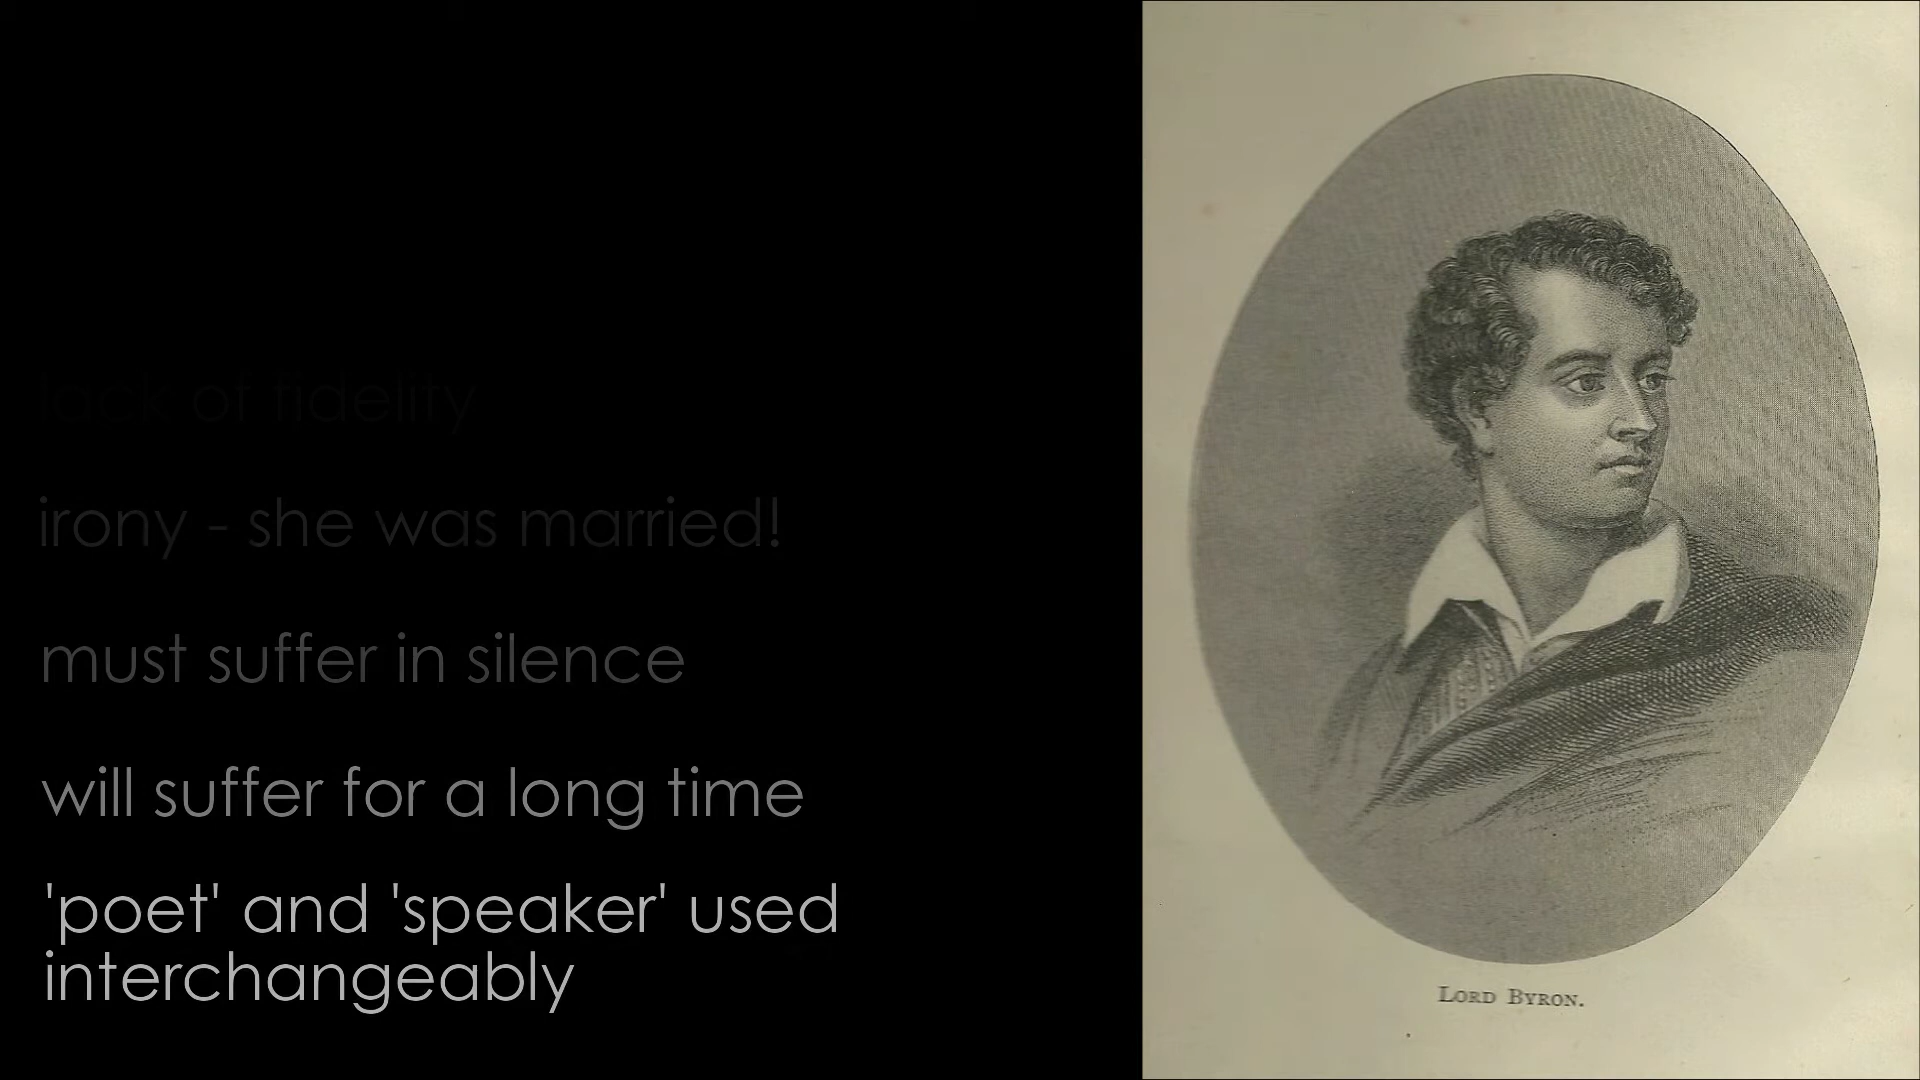 lack of fidelity
irony - she was married!
must suffer in silence
will suffer for a long time
'poet' and 'speaker' used
interchangeably
LORD BYRON.